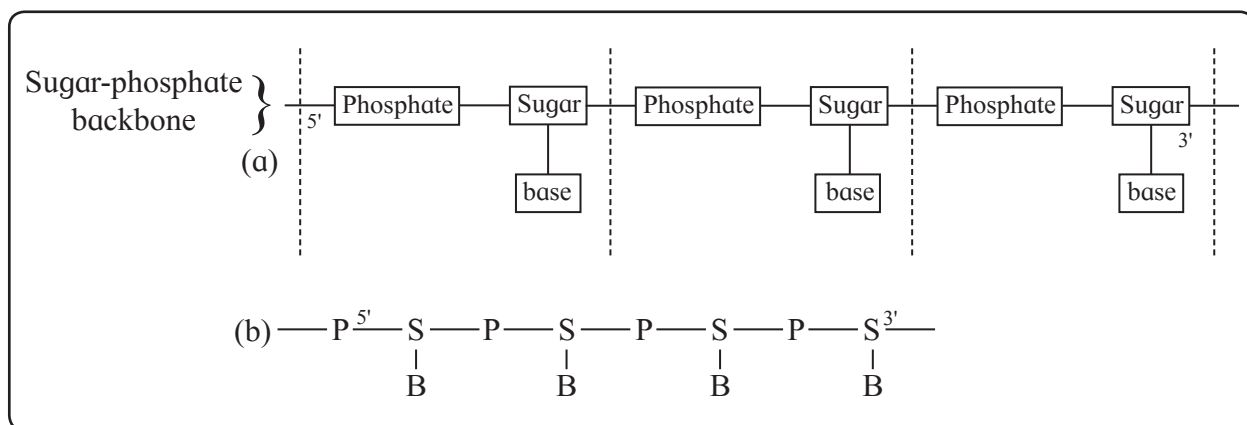 Sugar-phosphate
backbone
}
(a)
5' Phosphate Sugar Phosphate Sugar Phosphate Sugar 3'
base base base
(b) P 5' S P S P S P S 3'
B B B B